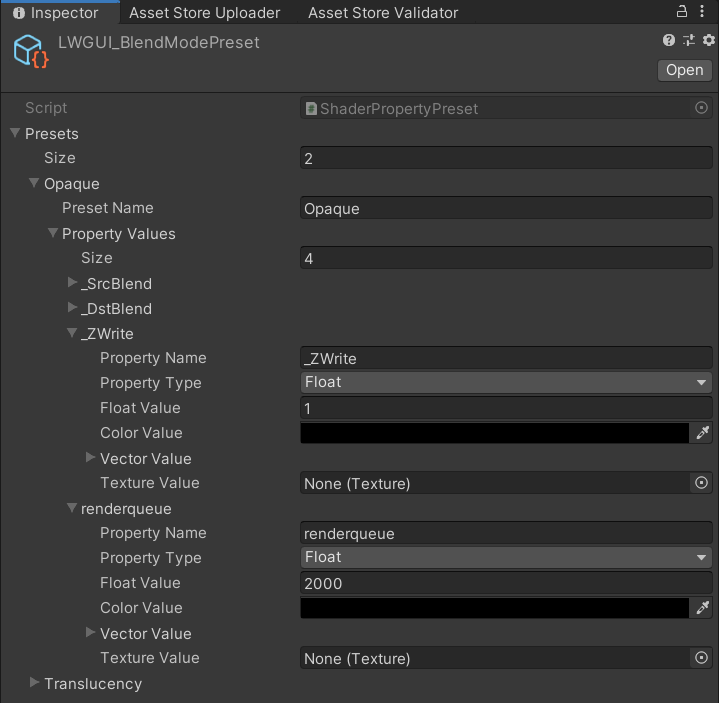 Inspector Asset Store Uploader Asset Store Validator
LWGUI_BlendModePreset
Open
Script ShaderPropertyPreset
Presets
Size 2
Opaque
Preset Name Opaque
Property Values
Size 4
_SrcBlend
_DstBlend
_ZWrite
Property Name _ZWrite
Property Type Float
Float Value 1
Color Value
Vector Value
Texture Value None (Texture)
renderqueue
Property Name renderqueue
Property Type Float
Float Value 2000
Color Value
Vector Value
Texture Value None (Texture)
Translucency